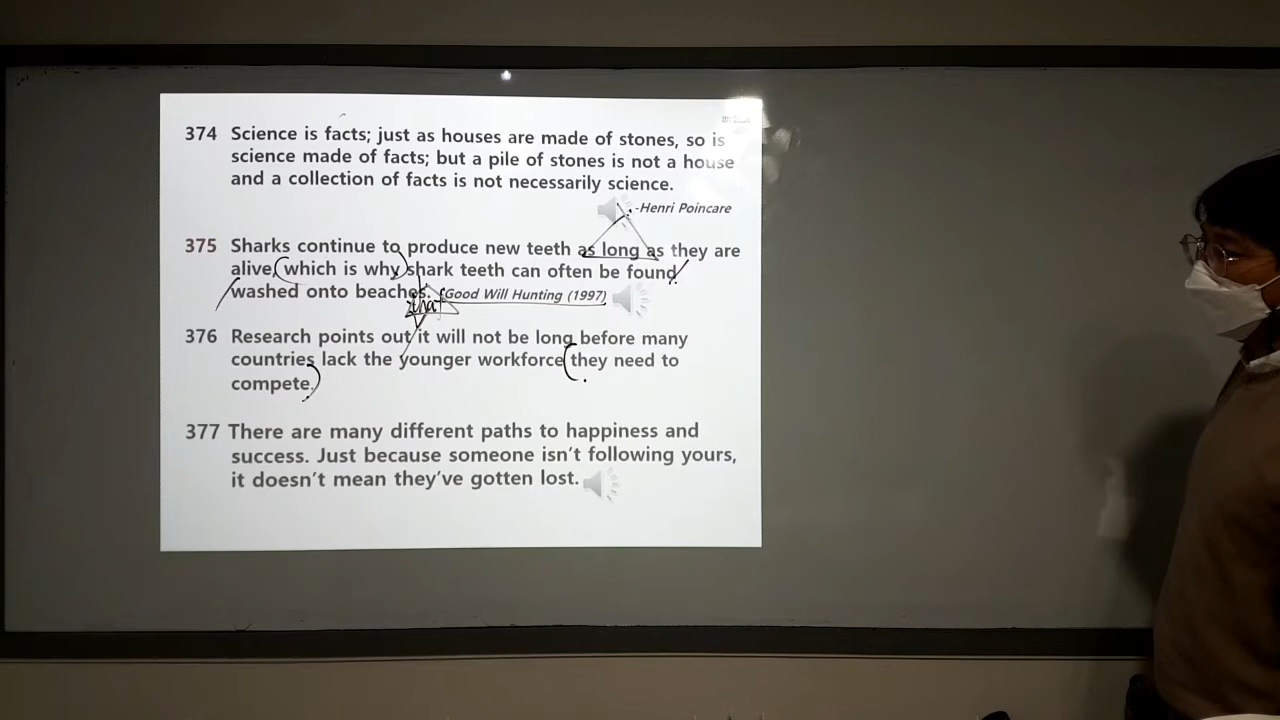 374 Science is facts; just as houses are made of stones, so is
science made of facts; but a pile of stones is not a house
and a collection of facts is not necessarily science.
-Henri Poincare
375 Sharks continue to produce new teeth as long as they are
alive, which is why shark teeth can often be found
washed onto beaches. Good Will Hunting (1997)
that
376 Research points out it will not be long before many
countries lack the younger workforce they need to
compete.
377 There are many different paths to happiness and
success. Just because someone isn't following yours,
it doesn't mean they've gotten lost.